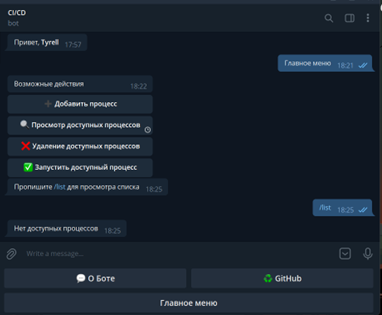 CI/CD
bot
Привет, Tyrell 17:57
Главное меню 18:21
Возможные действия 18:22
Добавить процесс
Просмотр доступных процессов
Удаление доступных процессов
Запустить доступный процесс
Пропишите /list для просмотра списка 18:25
/list 18:25
Нет доступных процессов 18:25
Write a message...
О Боте
GitHub
Главное меню